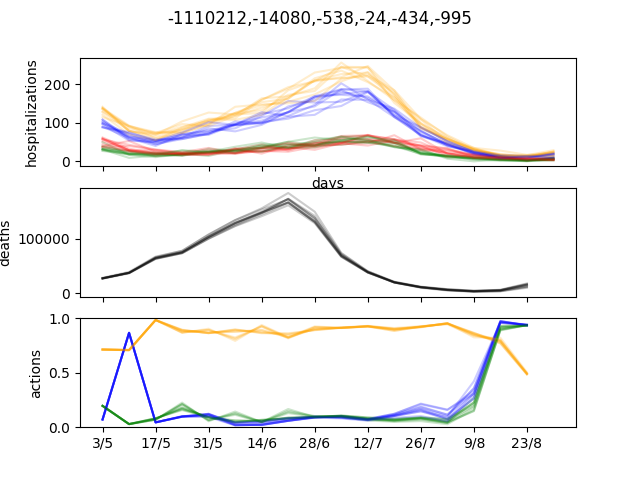 -1110212,-14080,-538,-24,-434,-995
hospitalizations
200
100
0
days
deaths
100000
0
actions
1.0
0.5
0.0
3/5 17/5 31/5 14/6 28/6 12/7 26/7 9/8 23/8